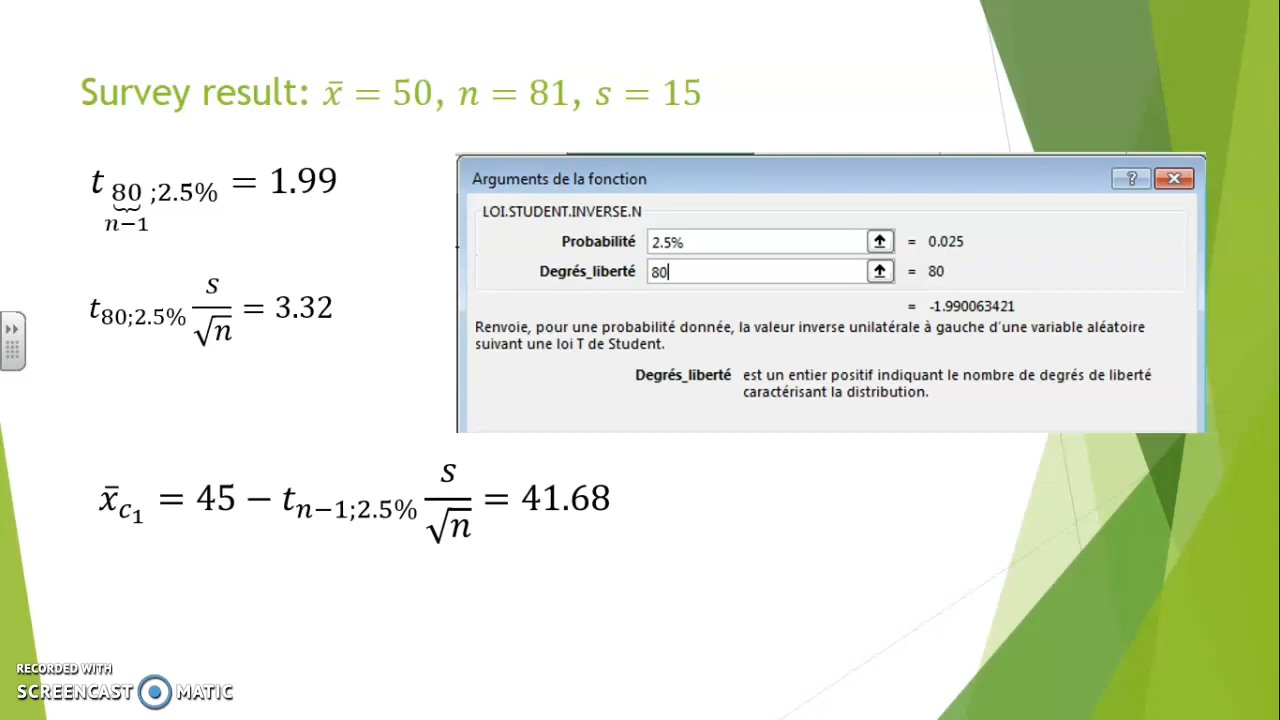 Survey result: x̄ = 50, n = 81, s = 15
t 80 ;2.5% = 1.99
n−1
t80;2.5% s/√n = 3.32
Arguments de la fonction
LOI.STUDENT.INVERSE.N
Probabilité 2.5% = 0.025
Degrés_liberté 80 = 80
= -1.990063421
Renvoie, pour une probabilité donnée, la valeur inverse unilatérale à gauche d'une variable aléatoire
suivant une loi T de Student.
Degrés_liberté est un entier positif indiquant le nombre de degrés de liberté
caractérisant la distribution.
x̄c1 = 45 − tn−1;2.5% s/√n = 41.68
RECORDED WITH
SCREENCAST MATIC